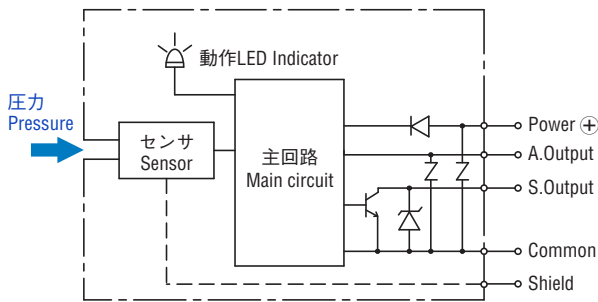 動作LED Indicator
圧力
Pressure
センサ
Sensor
主回路
Main circuit
Power ⊕
A.Output
S.Output
Common
Shield